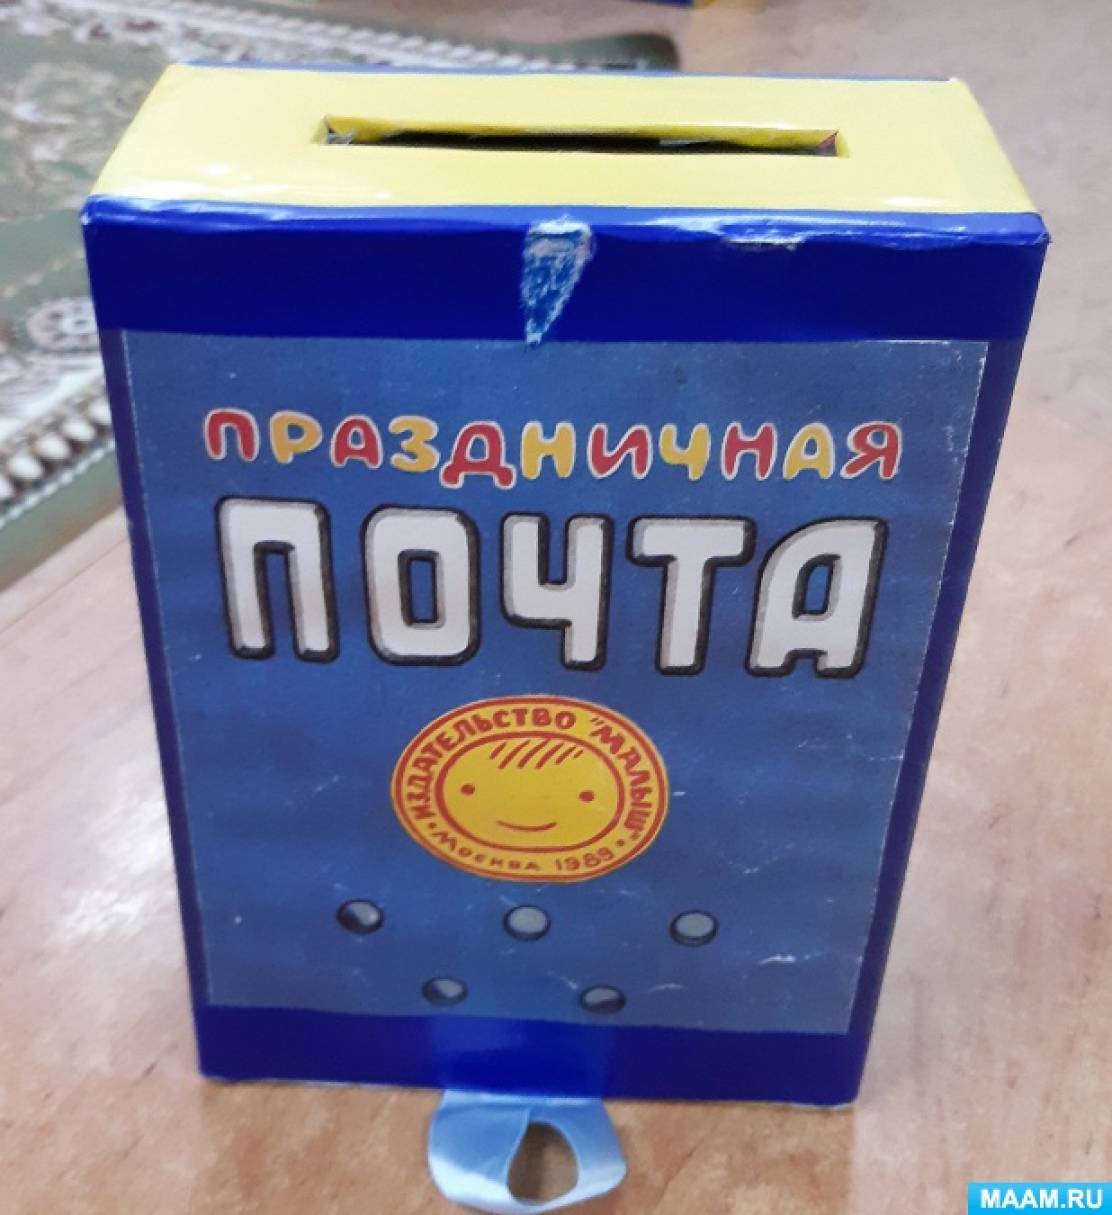 ПРАЗДНИЧНАЯ
ПОЧТА
ИЗДАТЕЛЬСТВО "МАЛЫШ"
• МОСКВА 1989 •
MAAM.RU